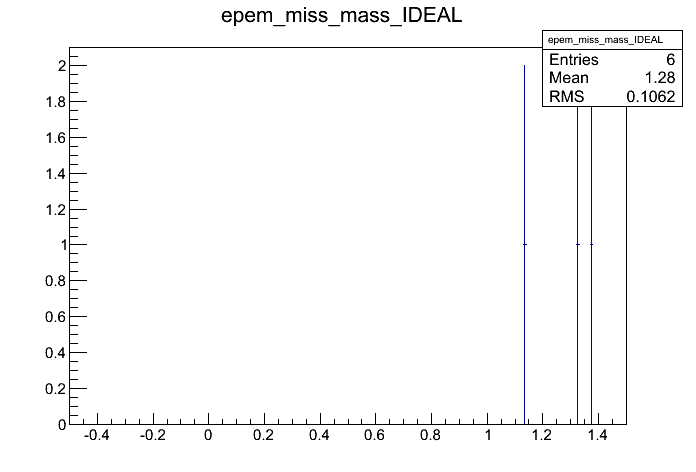 epem_miss_mass_IDEAL
epem_miss_mass_IDEAL
Entries 6
Mean 1.28
RMS 0.1062
2
1.8
1.6
1.4
1.2
1
0.8
0.6
0.4
0.2
0
-0.4 -0.2 0 0.2 0.4 0.6 0.8 1 1.2 1.4